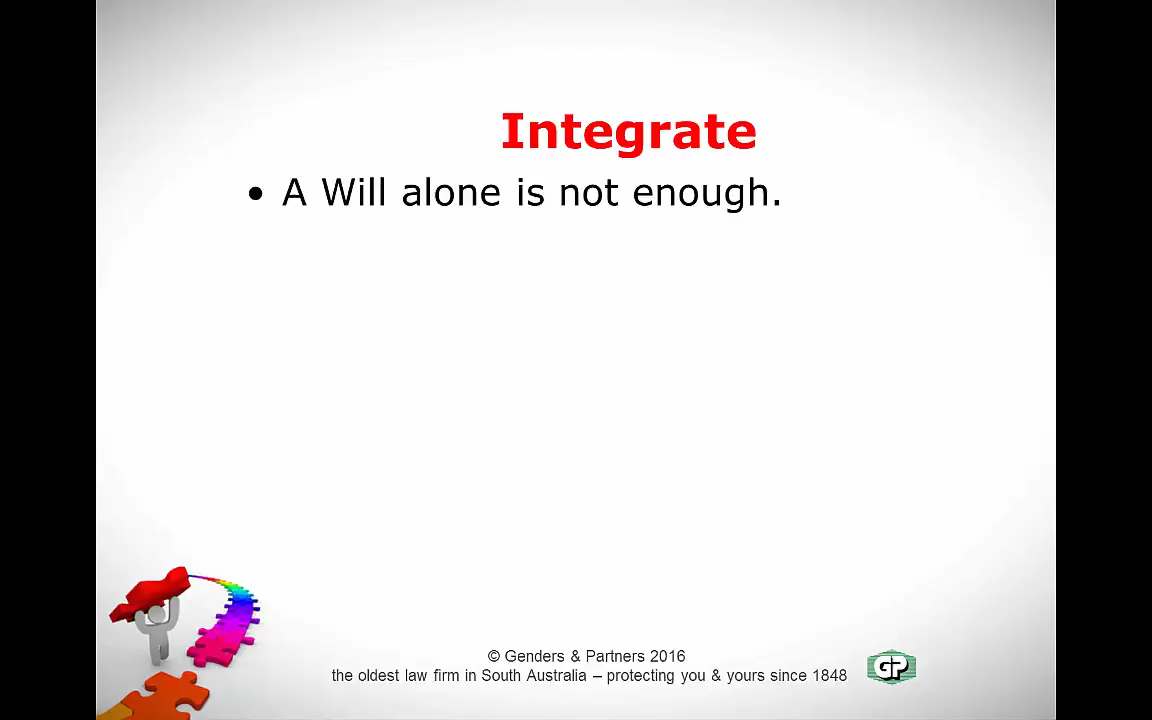 Integrate
• A Will alone is not enough.
© Genders & Partners 2016
the oldest law firm in South Australia – protecting you & yours since 1848
GP